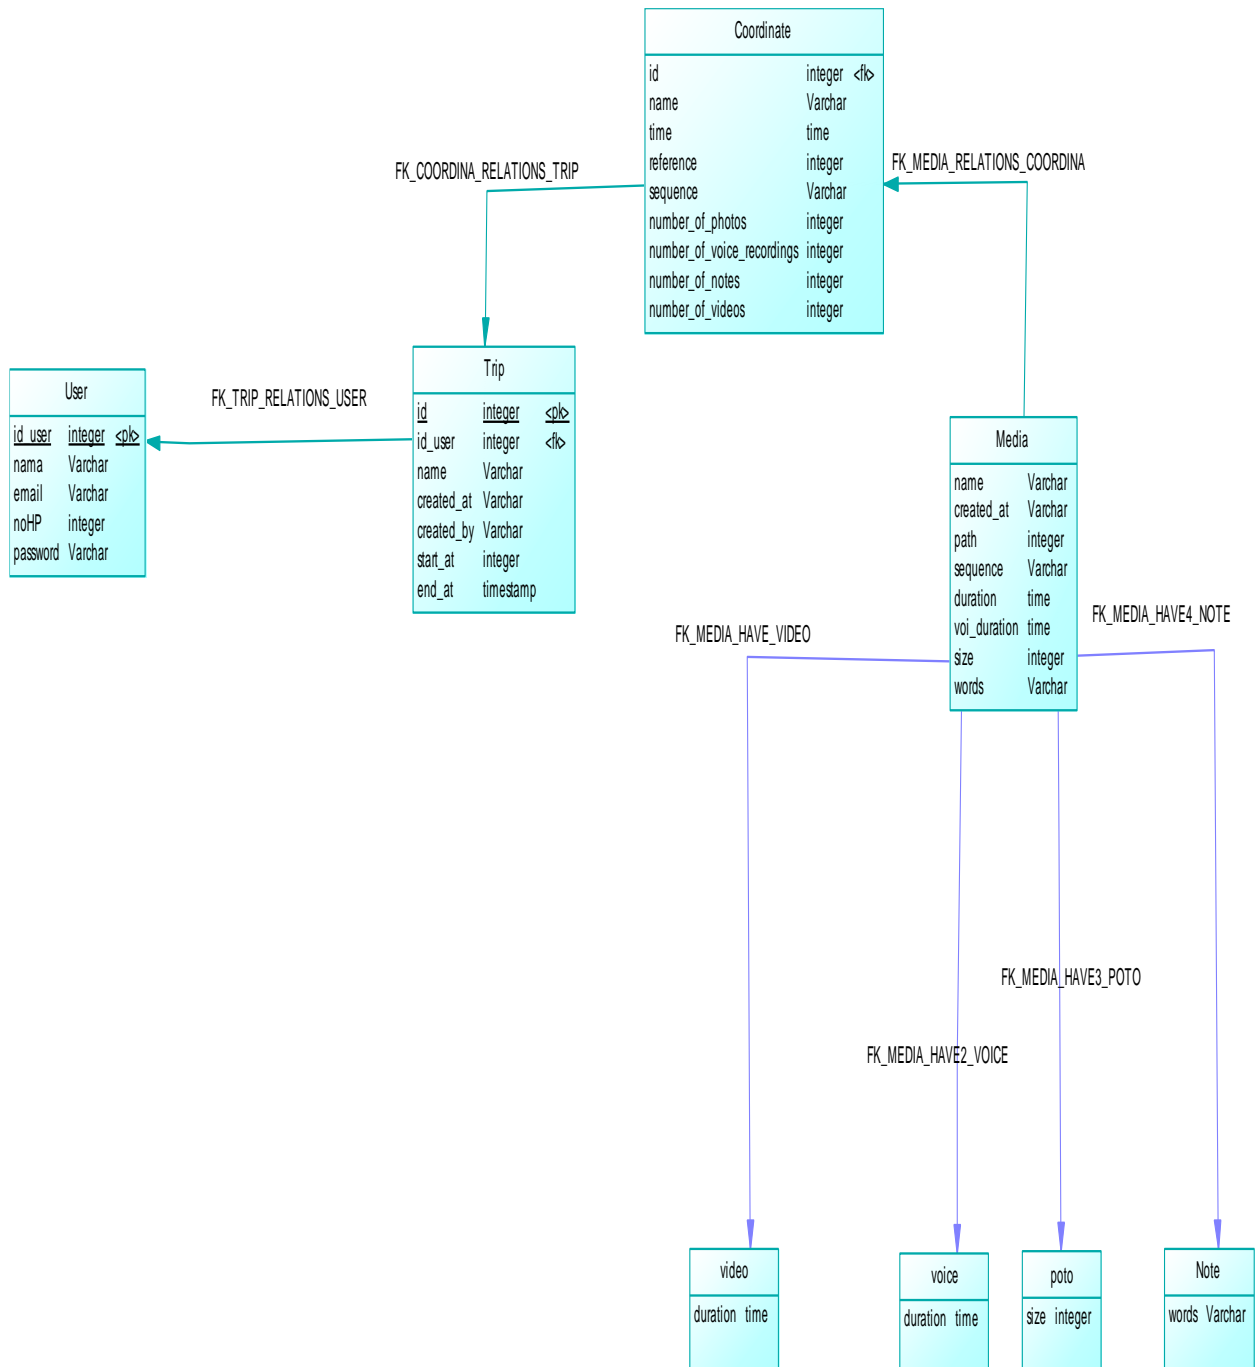 Coordinate
id integer <fk>
name Varchar
time time
reference integer
sequence Varchar
number_of_photos integer
number_of_voice_recordings integer
number_of_notes integer
number_of_videos integer
FK_COORDINA_RELATIONS_TRIP
FK_MEDIA_RELATIONS_COORDINA
Trip
id integer <pk>
id_user integer <fk>
name Varchar
created_at Varchar
created_by Varchar
start_at integer
end_at timestamp
User
id_user integer <pk>
nama Varchar
email Varchar
noHP integer
password Varchar
FK_TRIP_RELATIONS_USER
Media
name Varchar
created_at Varchar
path integer
sequence Varchar
duration time
voi_duration time
size integer
words Varchar
FK_MEDIA_HAVE_VIDEO
FK_MEDIA_HAVE4_NOTE
FK_MEDIA_HAVE3_POTO
FK_MEDIA_HAVE2_VOICE
video
duration time
voice
duration time
poto
size integer
Note
words Varchar